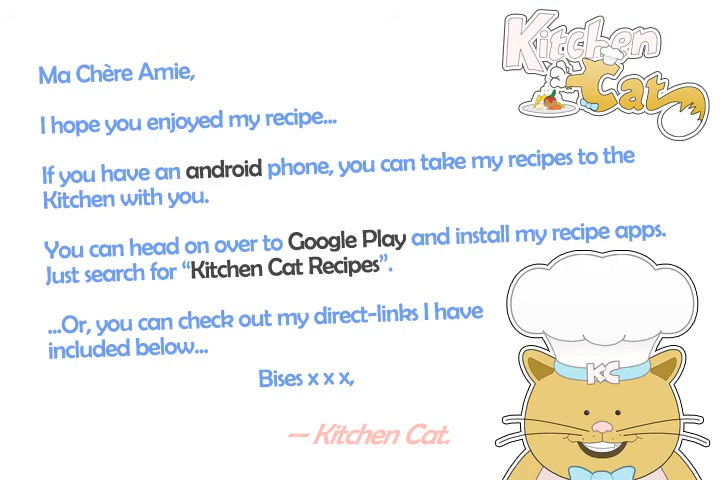 Kitchen
Cat
Ma Chère Amie,
I hope you enjoyed my recipe...
If you have an android phone, you can take my recipes to the
Kitchen with you.
You can head on over to Google Play and install my recipe apps.
Just search for “Kitchen Cat Recipes”.
...Or, you can check out my direct-links I have
included below...
Bises x x x,
-- Kitchen Cat.
KC